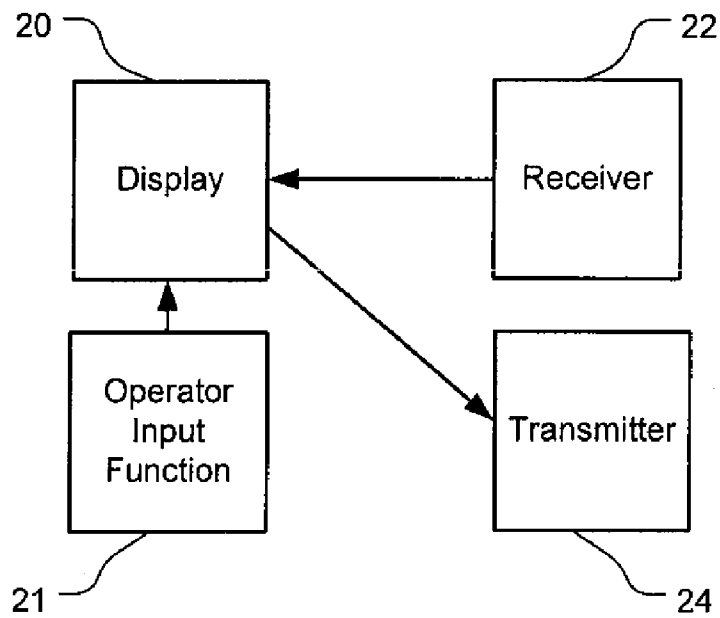 20
22
Display
Receiver
Operator
Input
Function
Transmitter
21
24